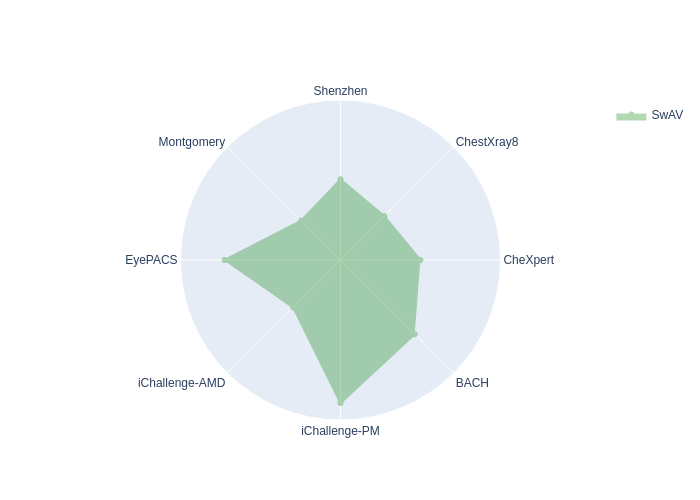 Shenzhen
SwAV
Montgomery
ChestXray8
EyePACS
CheXpert
iChallenge-AMD
BACH
iChallenge-PM